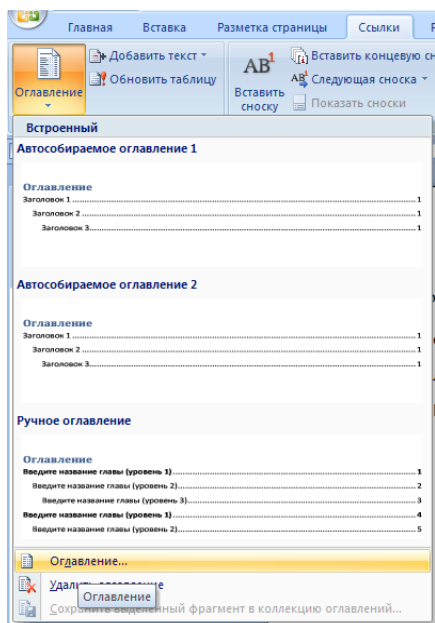 Главная Вставка Разметка страницы Ссылки
Оглавление
Добавить текст
Обновить таблицу
AB1
Вставить сноску
Вставить концевую сн
AB1 Следующая сноска
Показать сноски
Встроенный
Автособираемое оглавление 1
Оглавление
Заголовок 1 1
Заголовок 2 1
Заголовок 3 1
Автособираемое оглавление 2
Оглавление
Заголовок 1 1
Заголовок 2 1
Заголовок 3 1
Ручное оглавление
Оглавление
Введите название главы (уровень 1) 1
Введите название главы (уровень 2) 2
Введите название главы (уровень 3) 3
Введите название главы (уровень 1) 4
Введите название главы (уровень 2) 5
Оглавление...
Оглавление
Сохранить выделенный фрагмент в коллекцию оглавлений...